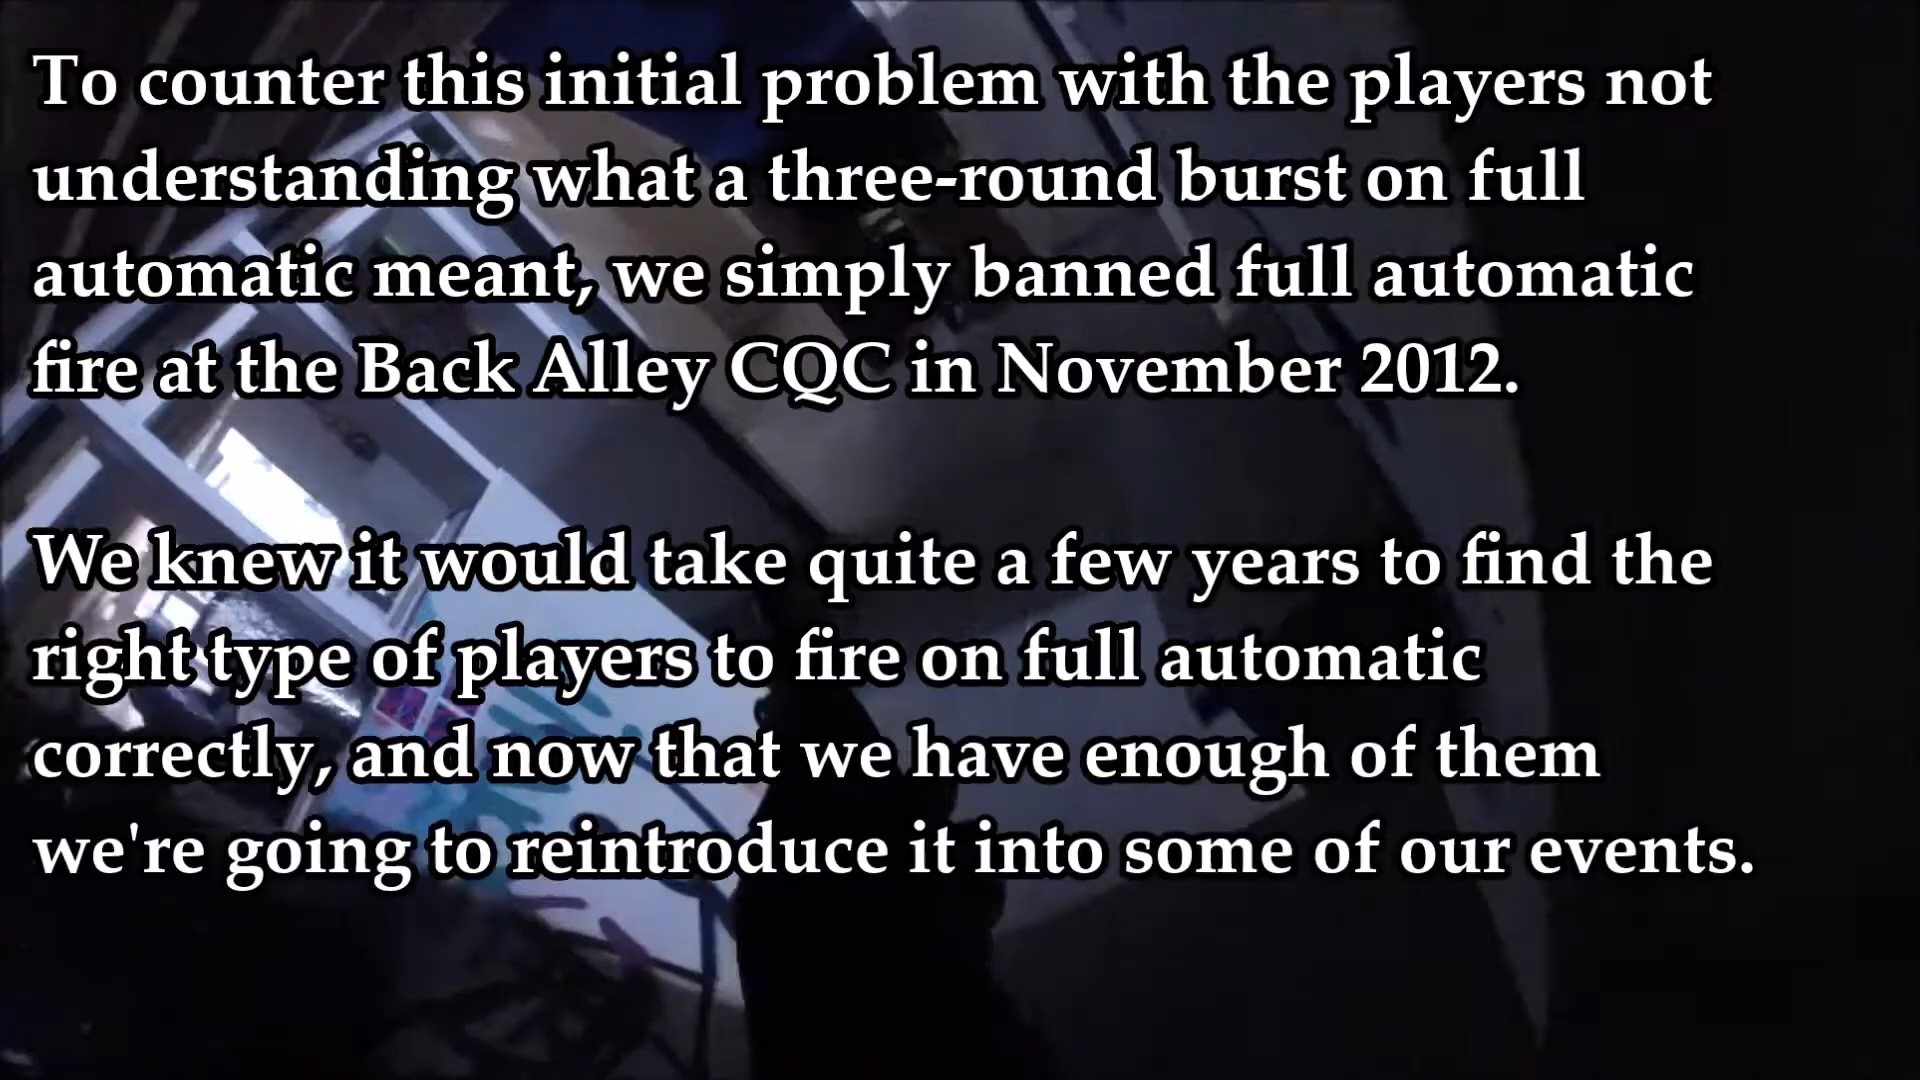 To counter this initial problem with the players not
understanding what a three-round burst on full
automatic meant, we simply banned full automatic
fire at the Back Alley CQC in November 2012.
We knew it would take quite a few years to find the
right type of players to fire on full automatic
correctly, and now that we have enough of them
we're going to reintroduce it into some of our events.